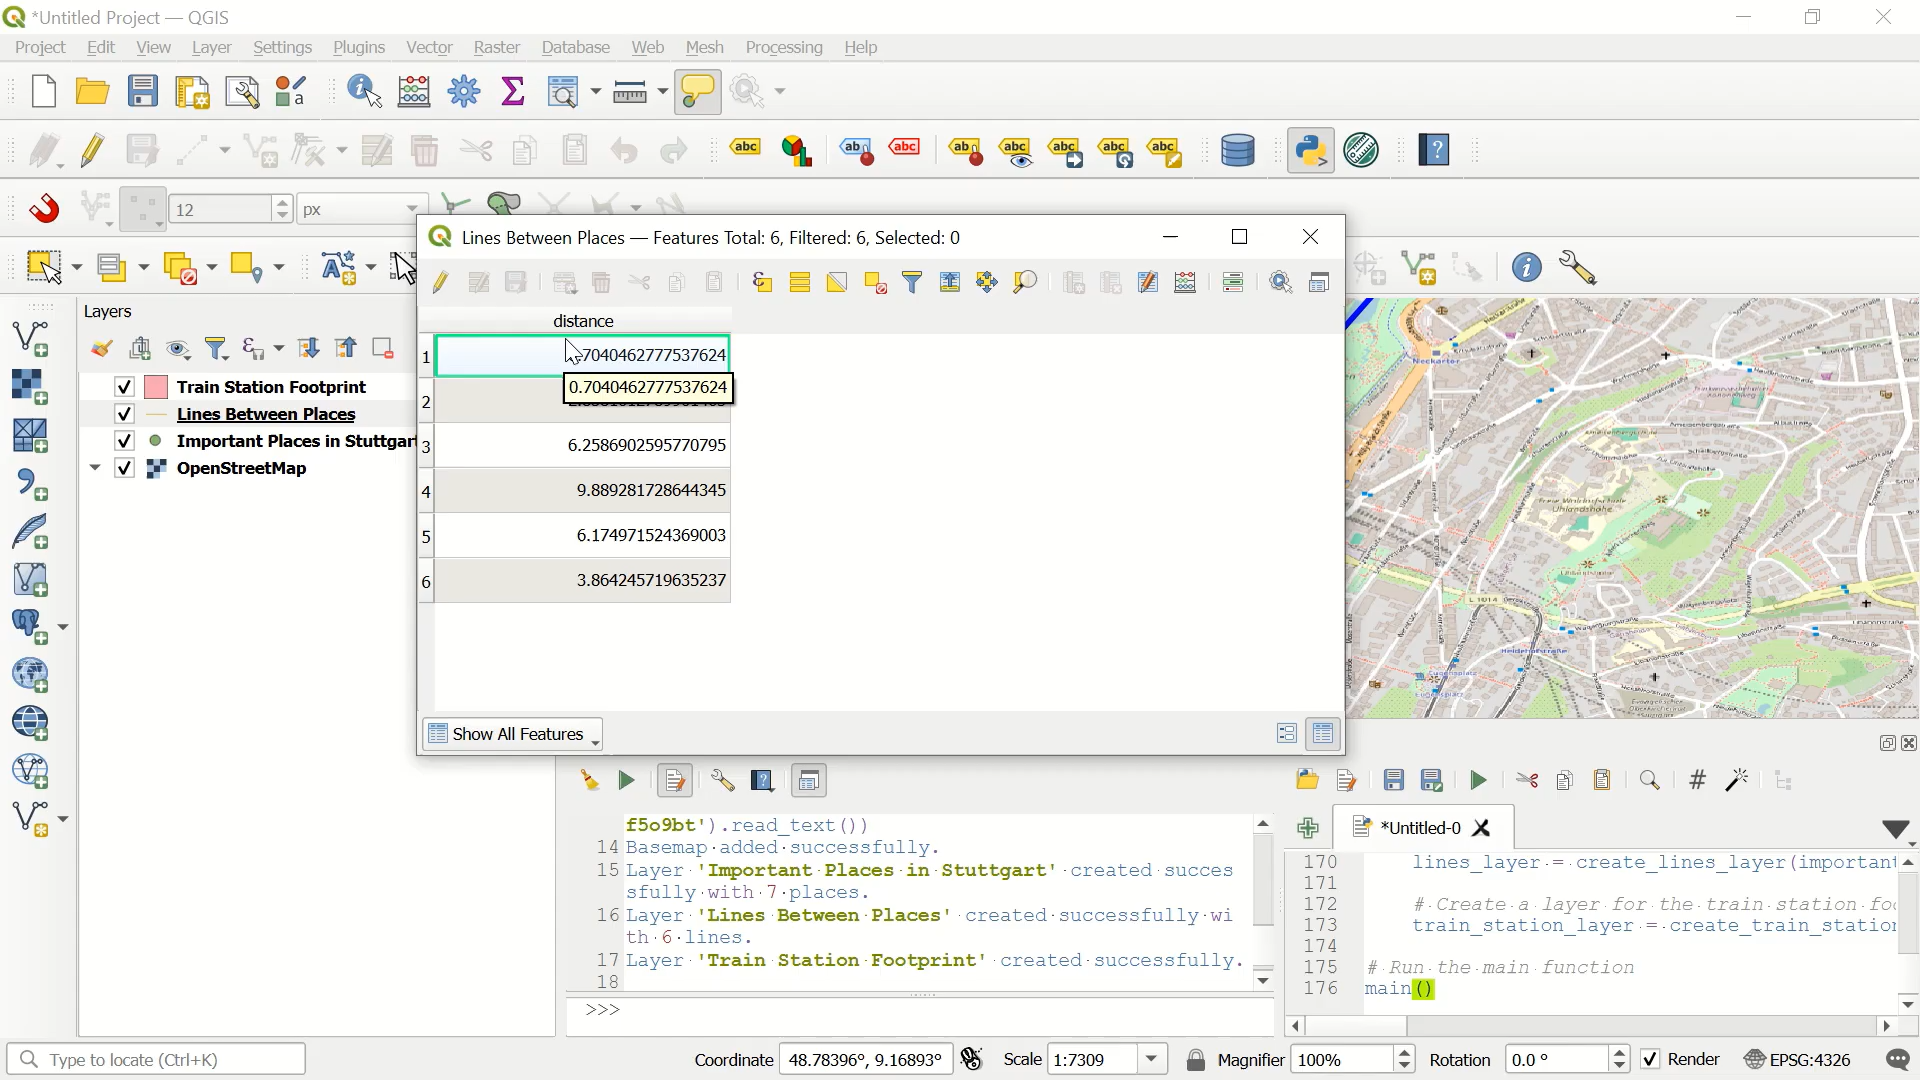 *Untitled Project — QGIS
Project Edit View Layer Settings Plugins Vector Raster Database Web Mesh Processing Help
12
px
Lines Between Places — Features Total: 6, Filtered: 6, Selected: 0
distance
1 .7040462777537624
0.7040462777537624
2
3 6.2586902595770795
4 9.889281728644345
5 6.174971524369003
6 3.864245719635237
Show All Features
Layers
Train Station Footprint
Lines Between Places
Important Places in Stuttgart
OpenStreetMap
Neckartor
L 1014
f5o9bt').read_text())
14 Basemap added successfully.
15 Layer 'Important Places in Stuttgart' created succes
sfully with 7 places.
16 Layer 'Lines Between Places' created successfully wi
th 6 lines.
17 Layer 'Train Station Footprint' created successfully.
18
>>>
*Untitled-0
170 lines_layer = create_lines_layer(important
171
172 # Create a layer for the train station fo
173 train_station_layer = create_train_station
174
175 # Run the main function
176 main()
Type to locate (Ctrl+K)
Coordinate 48.78396°, 9.16893°
Scale 1:7309
Magnifier 100%
Rotation 0.0 °
Render
EPSG:4326